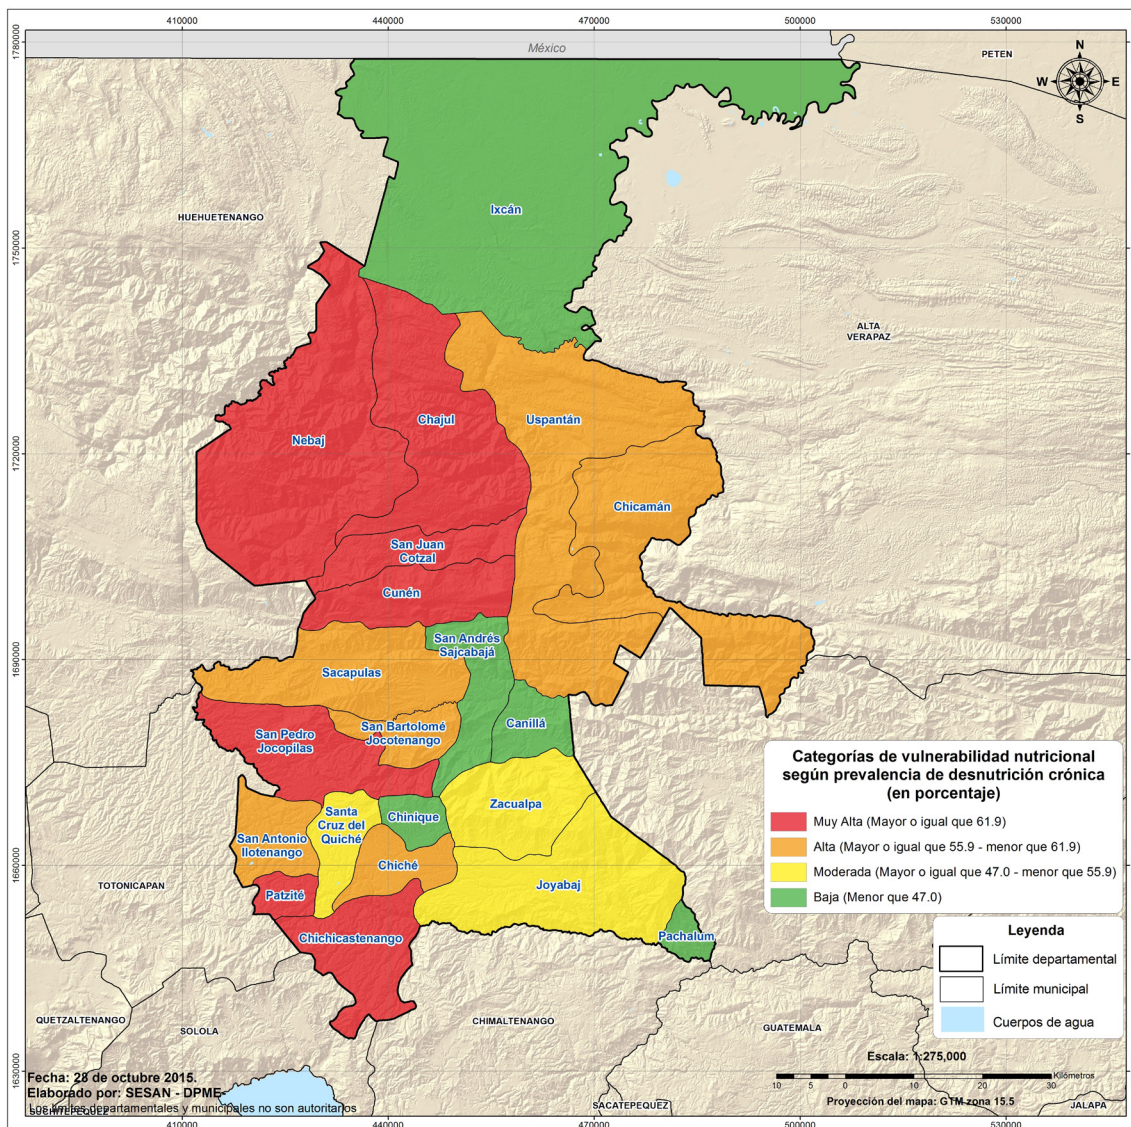 410000
440000
470000
500000
530000
1780000
1750000
1720000
1690000
1660000
1630000
México
PETEN
N
W
E
S
Ixcán
HUEHUETENANGO
ALTA
VERAPAZ
Chajul
Uspantán
Nebaj
Chicamán
San Juan
Cotzal
Cunén
San Andrés
Sajcabajá
Sacapulas
San Bartolomé
Jocotenango
Canillá
San Pedro
Jocopilas
Zacualpa
Santa
Cruz del
Quiché
Chinique
San Antonio
Ilotenango
Chiché
Joyabaj
Patzité
Chichicastenango
Pachalum
TOTONICAPAN
QUETZALTENANGO
SOLOLA
CHIMALTENANGO
GUATEMALA
SACATEPEQUEZ
JALAPA
SUCHITEPEQUEZ
Categorías de vulnerabilidad nutricional
según prevalencia de desnutrición crónica
(en porcentaje)
Muy Alta (Mayor o igual que 61.9)
Alta (Mayor o igual que 55.9 - menor que 61.9)
Moderada (Mayor o igual que 47.0 - menor que 55.9)
Baja (Menor que 47.0)
Leyenda
Límite departamental
Límite municipal
Cuerpos de agua
Escala: 1:275,000
10 5 0 10 20 30
Kilómetros
Proyección del mapa: GTM zona 15.5
Fecha: 28 de octubre 2015.
Elaborado por: SESAN - DPME-
Los límites departamentales y municipales no son autoritarios
410000
440000
470000
500000
530000